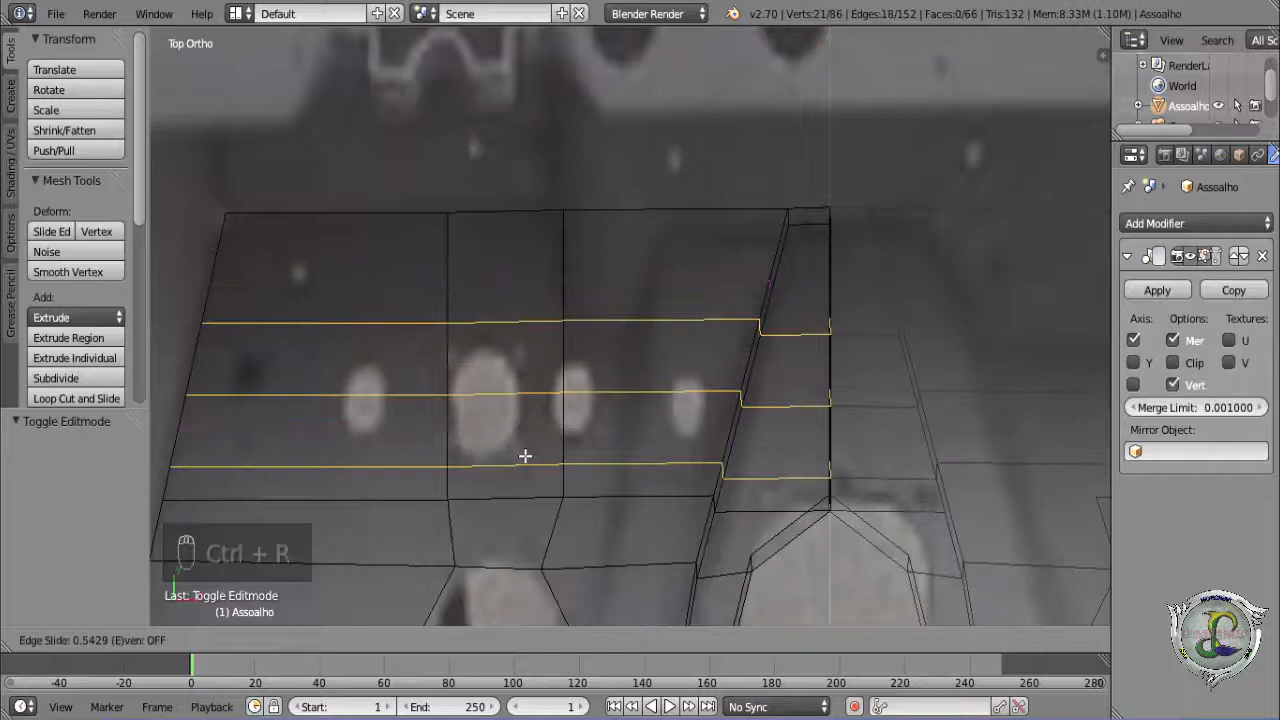 File Render Window Help Default Scene Blender Render v2.70 | Verts:21/86 | Edges:18/152 | Faces:0/66 | Tris:132 | Mem:8.33M (1.10M) | Assoalho
Tools
Create
Shading / UVs
Options
Grease Pencil
Transform
Translate
Rotate
Scale
Shrink/Fatten
Push/Pull
Mesh Tools
Deform:
Slide Ed Vertex
Noise
Smooth Vertex
Add:
Extrude
Extrude Region
Extrude Individual
Subdivide
Loop Cut and Slide
Toggle Editmode
Top Ortho
Ctrl + R
Last: Toggle Editmode
(1) Assoalho
Edge Slide: 0.5429 (E)ven: OFF
View Search All Sc
RenderLa
World
Assoalho
Assoalho
Add Modifier
Apply Copy
Axis: Options: Textures:
Mer U
Y Clip V
Vert
Merge Limit: 0.001000
Mirror Object:
-40 -20 0 20 40 60 80 100 120 140 160 180 200 220 240 260 280
View Marker Frame Playback Start: 1 End: 250 1 No Sync